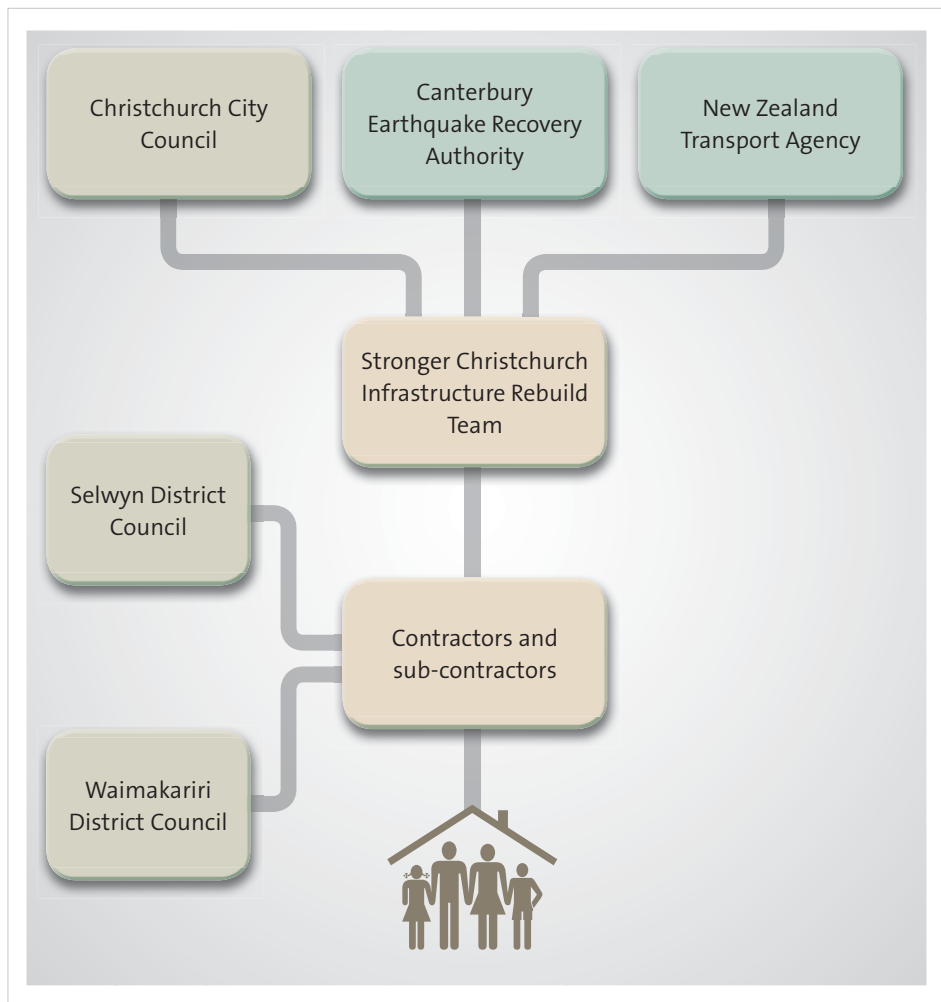 Christchurch City
Council
Canterbury
Earthquake Recovery
Authority
New Zealand
Transport Agency
Stronger Christchurch
Infrastructure Rebuild
Team
Selwyn District
Council
Contractors and
sub-contractors
Waimakariri
District Council